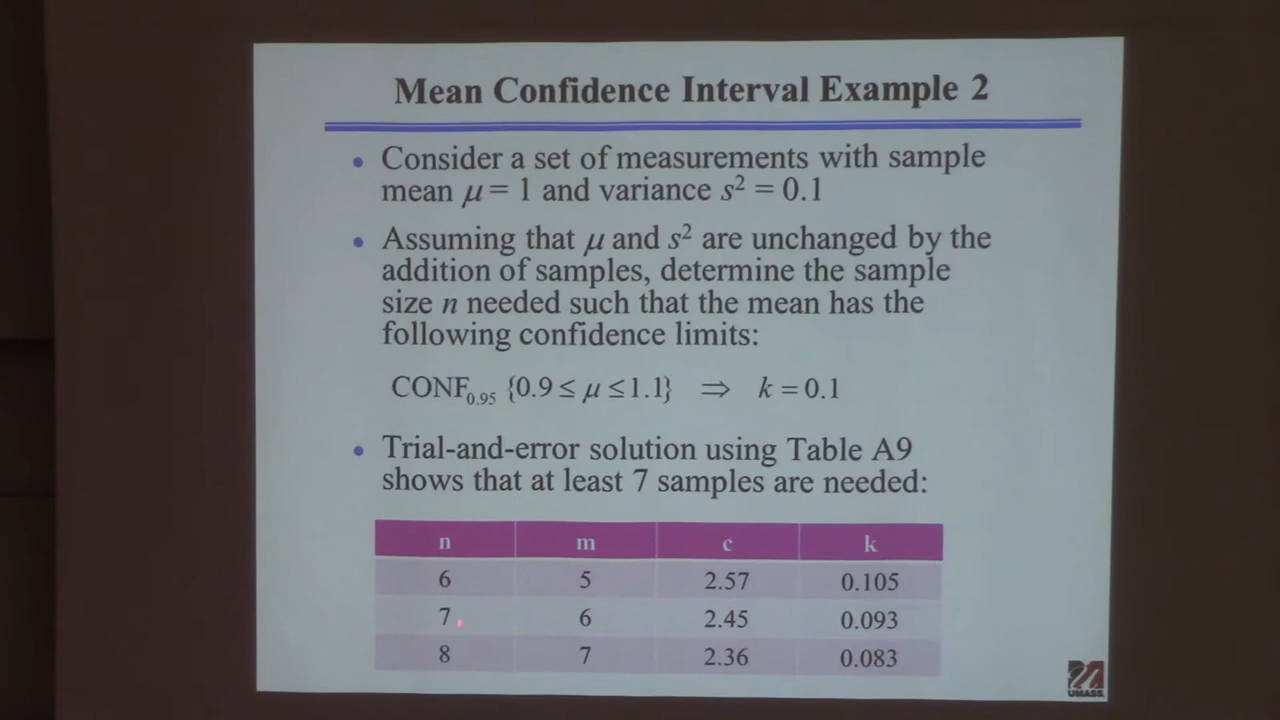 Mean Confidence Interval Example 2
• Consider a set of measurements with sample
mean μ = 1 and variance s² = 0.1
• Assuming that μ and s² are unchanged by the
addition of samples, determine the sample
size n needed such that the mean has the
following confidence limits:
CONF₀.₉₅ {0.9 ≤ μ ≤ 1.1} ⇒ k = 0.1
• Trial-and-error solution using Table A9
shows that at least 7 samples are needed:
n m c k
6 5 2.57 0.105
7 6 2.45 0.093
8 7 2.36 0.083
UMASS